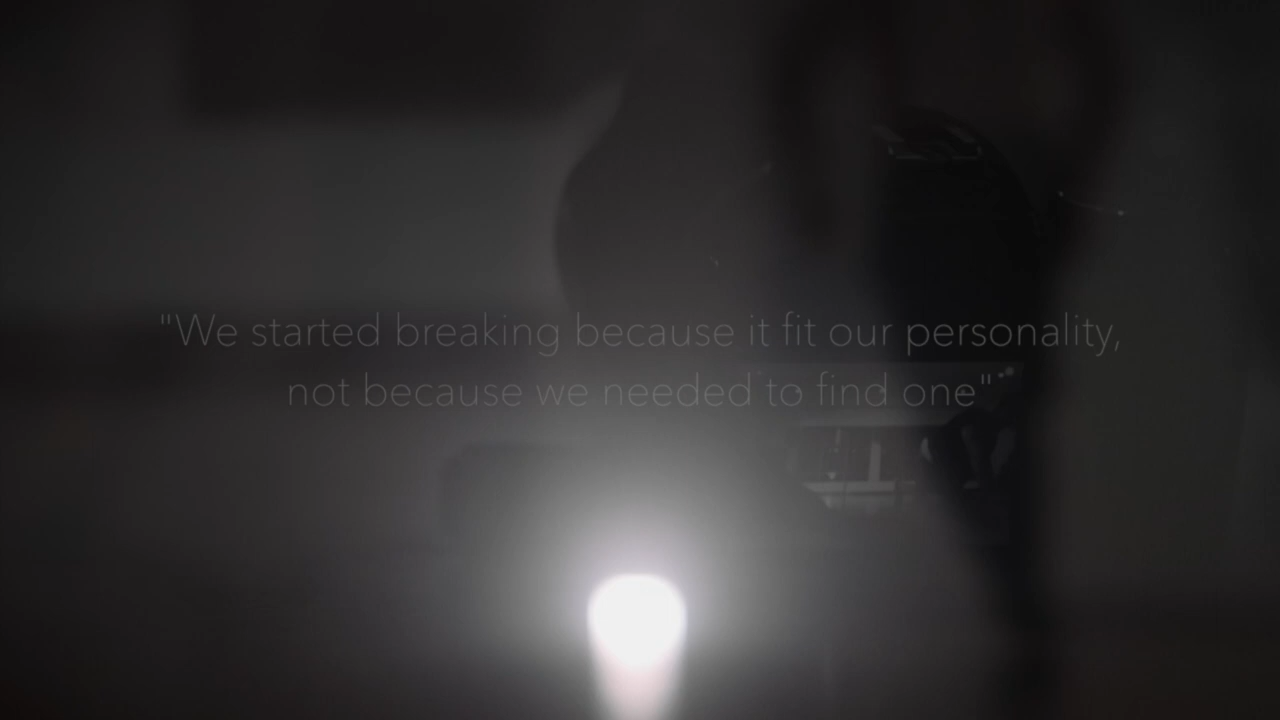 "We started breaking because it fit our personality,
not because we needed to find one"